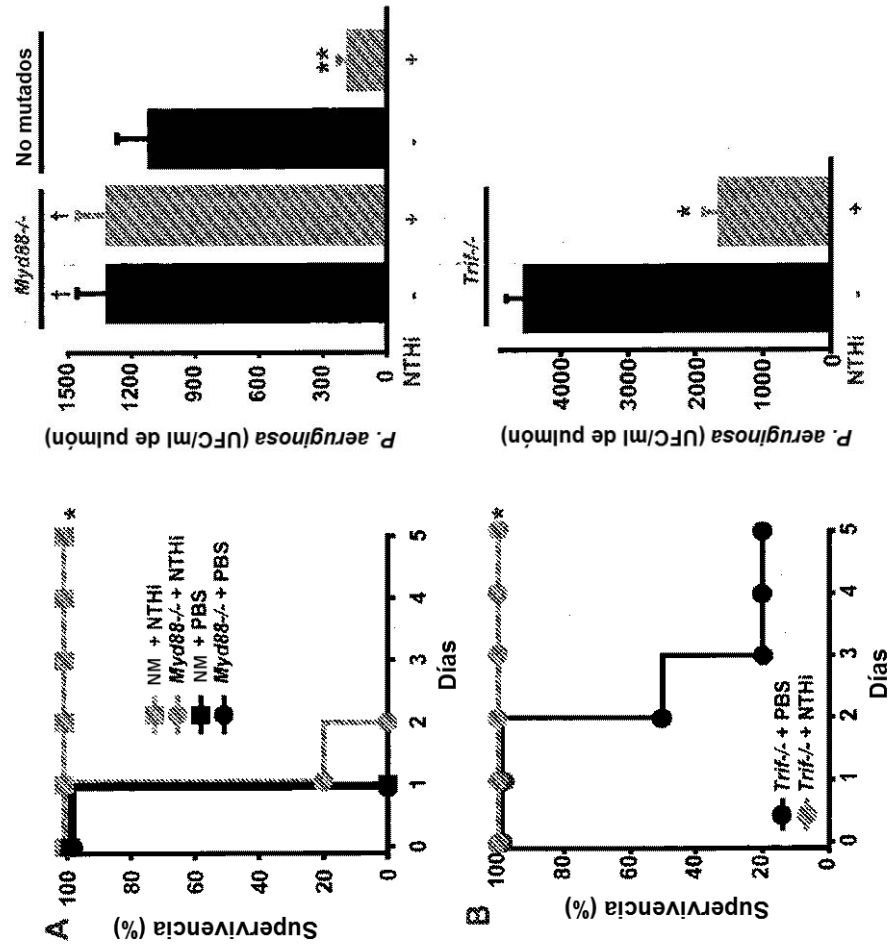 A
Supervivencia (%)
100
80
60
40
20
0
NM + NTHi
Myd88-/- + NTHi
NM + PBS
Myd88-/- + PBS
*
0 1 2 3 4 5
Días
P. aeruginosa (UFC/ml de pulmón)
1500
1200
900
600
300
0
Myd88-/-
No mutados
† † **
NTHi - + - +
B
Supervivencia (%)
100
80
60
40
20
0
Trif-/- + PBS
Trif-/- + NTHi
*
0 1 2 3 4 5
Días
P. aeruginosa (UFC/ml de pulmón)
4000
3000
2000
1000
0
Trif-/-
*
NTHi - +